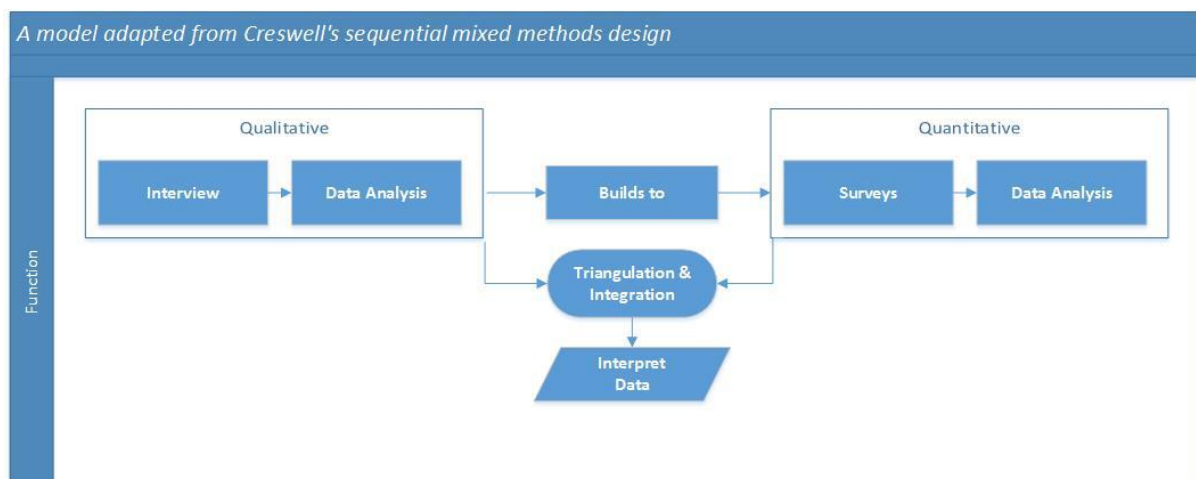 A model adapted from Creswell's sequential mixed methods design
Function
Qualitative
Interview
Data Analysis
Builds to
Quantitative
Surveys
Data Analysis
Triangulation &
Integration
Interpret
Data